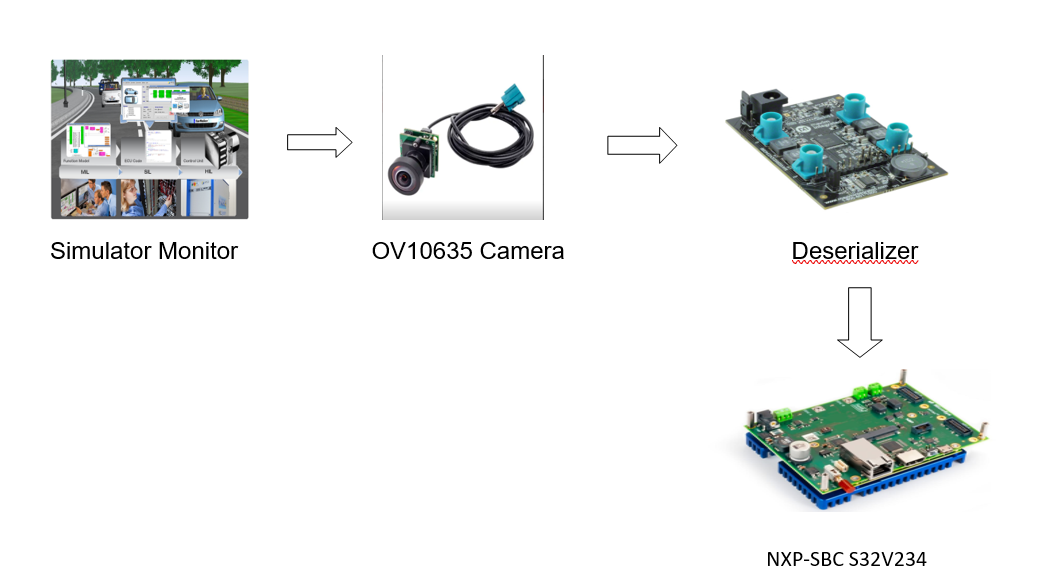 Function Model
ECU Code
Control Unit
MIL
SIL
HIL
Simulator Monitor
OV10635 Camera
Deserializer
NXP-SBC S32V234